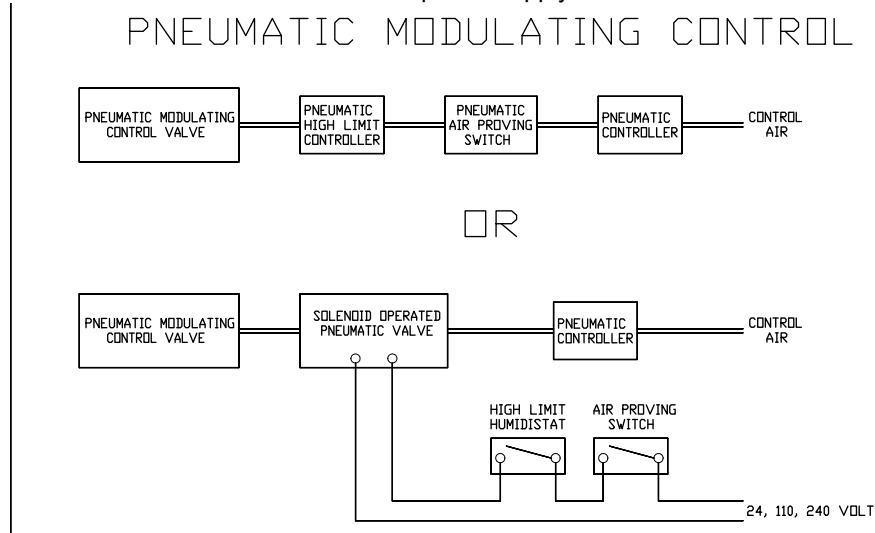 PNEUMATIC MODULATING CONTROL
PNEUMATIC MODULATING
CONTROL VALVE
PNEUMATIC
HIGH LIMIT
CONTROLLER
PNEUMATIC
AIR PROVING
SWITCH
PNEUMATIC
CONTROLLER
CONTROL
AIR
OR
PNEUMATIC MODULATING
CONTROL VALVE
SOLENOID OPERATED
PNEUMATIC VALVE
PNEUMATIC
CONTROLLER
CONTROL
AIR
HIGH LIMIT
HUMIDISTAT
AIR PROVING
SWITCH
24, 110, 240 VOLT